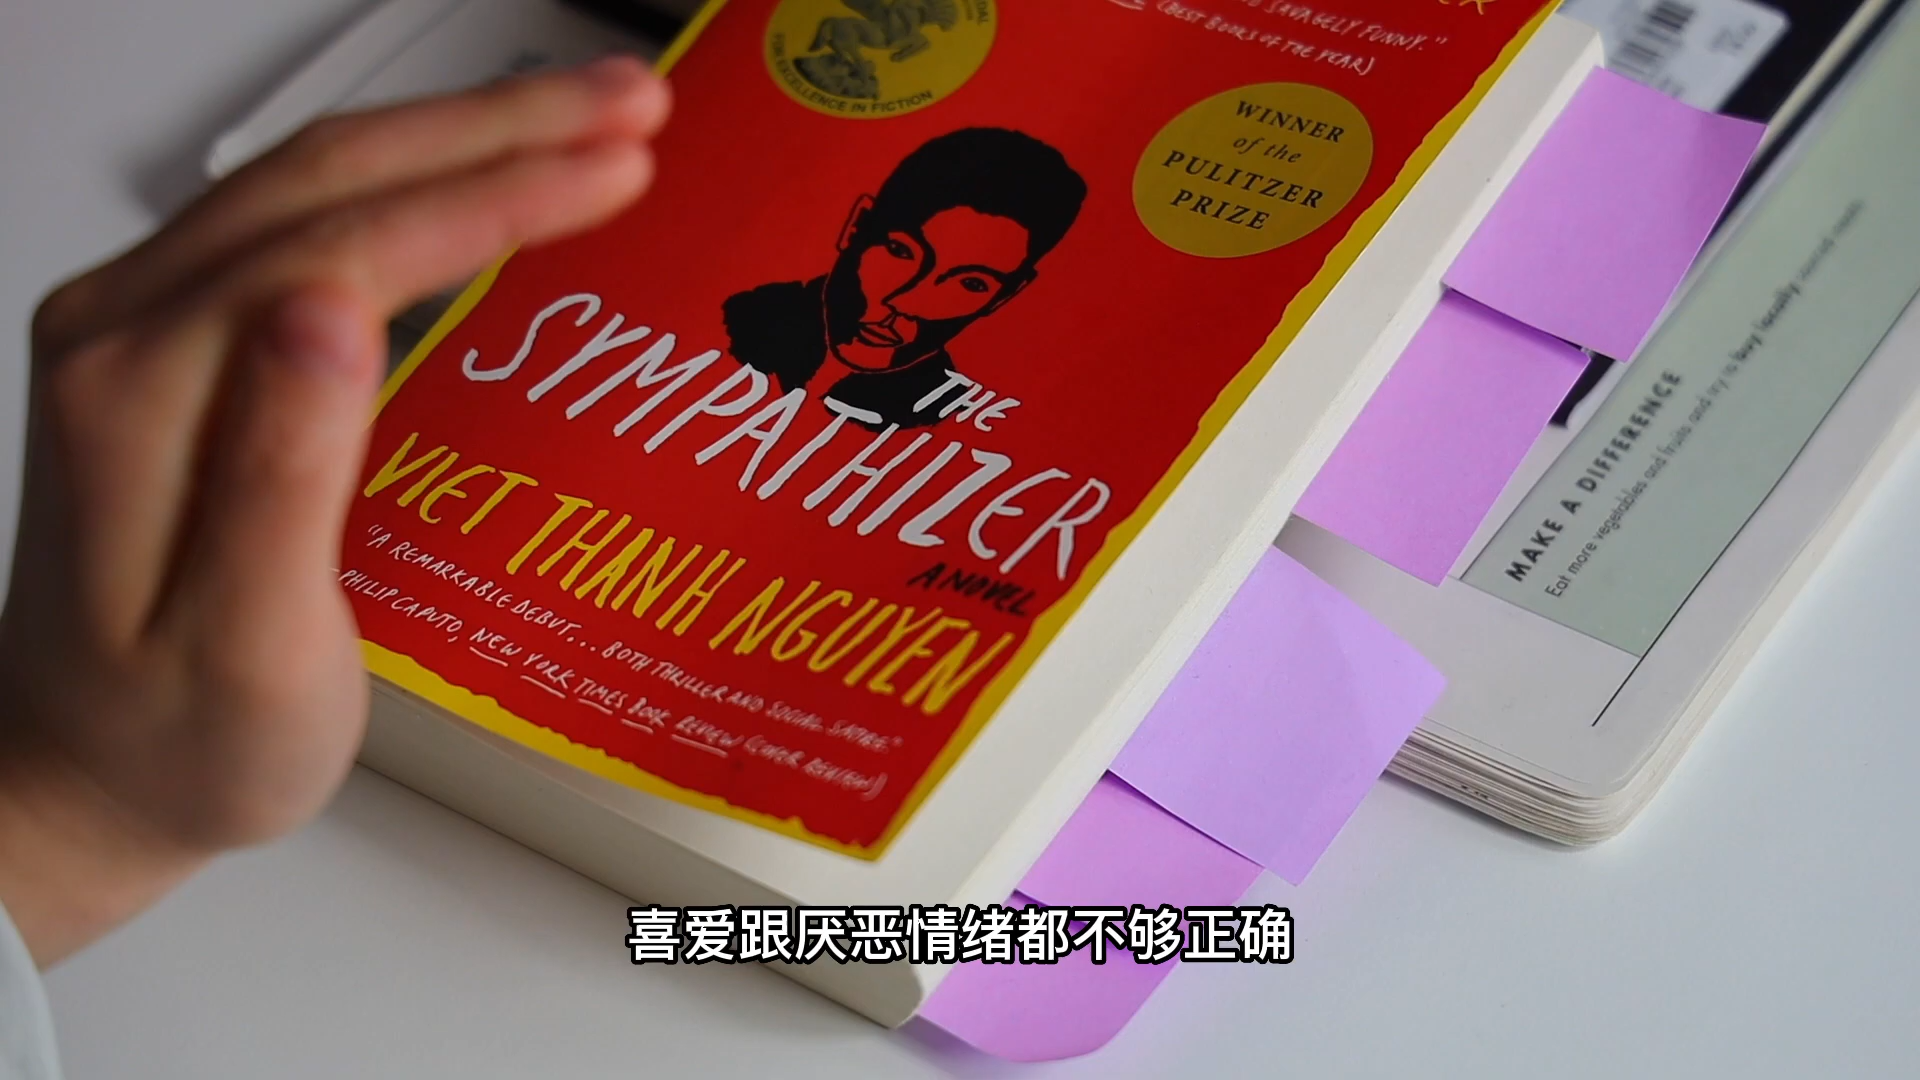 SAVAGELY FUNNY."
(BEST BOOKS OF THE YEAR)
FOR EXCELLENCE IN FICTION
WINNER
of the
PULITZER
PRIZE
THE
SYMPATHIZER
A NOVEL
VIET THANH NGUYEN
"A REMARKABLE DEBUT... BOTH THRILLER AND SOCIAL SATIRE."
—PHILIP CAPUTO, NEW YORK TIMES BOOK REVIEW (COVER REVIEW)
MAKE A DIFFERENCE
Eat more vegetables and fruits and try to buy locally
喜爱跟厌恶情绪都不够正确